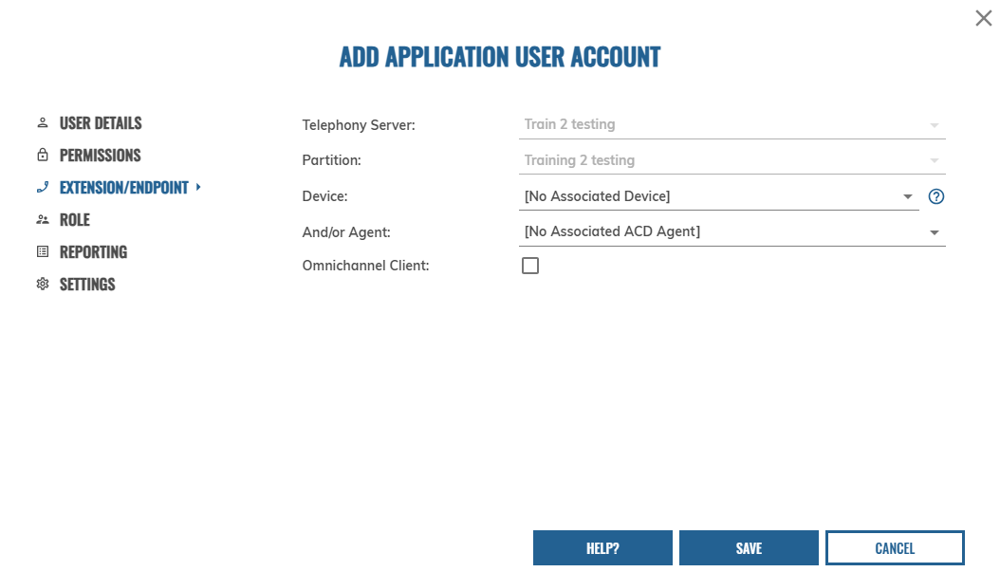 ADD APPLICATION USER ACCOUNT
USER DETAILS
PERMISSIONS
EXTENSION/ENDPOINT
ROLE
REPORTING
SETTINGS
Telephony Server: Train 2 testing
Partition: Training 2 testing
Device: [No Associated Device] ?
And/or Agent: [No Associated ACD Agent]
Omnichannel Client:
HELP? SAVE CANCEL